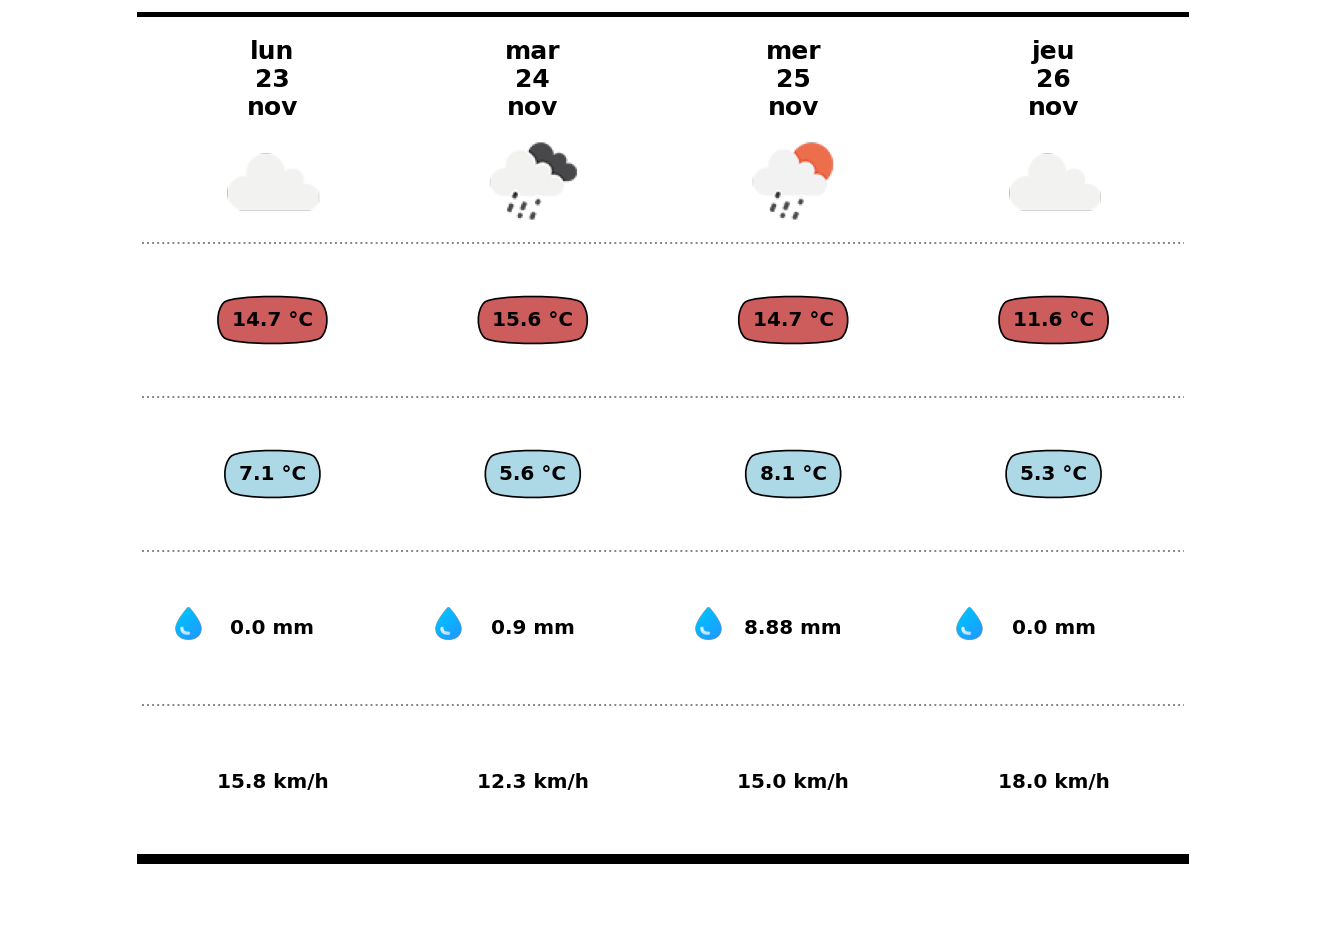 lun mar mer jeu
23 24 25 26
nov nov nov nov
14.7 °C 15.6 °C 14.7 °C 11.6 °C
7.1 °C 5.6 °C 8.1 °C 5.3 °C
0.0 mm 0.9 mm 8.88 mm 0.0 mm
15.8 km/h 12.3 km/h 15.0 km/h 18.0 km/h